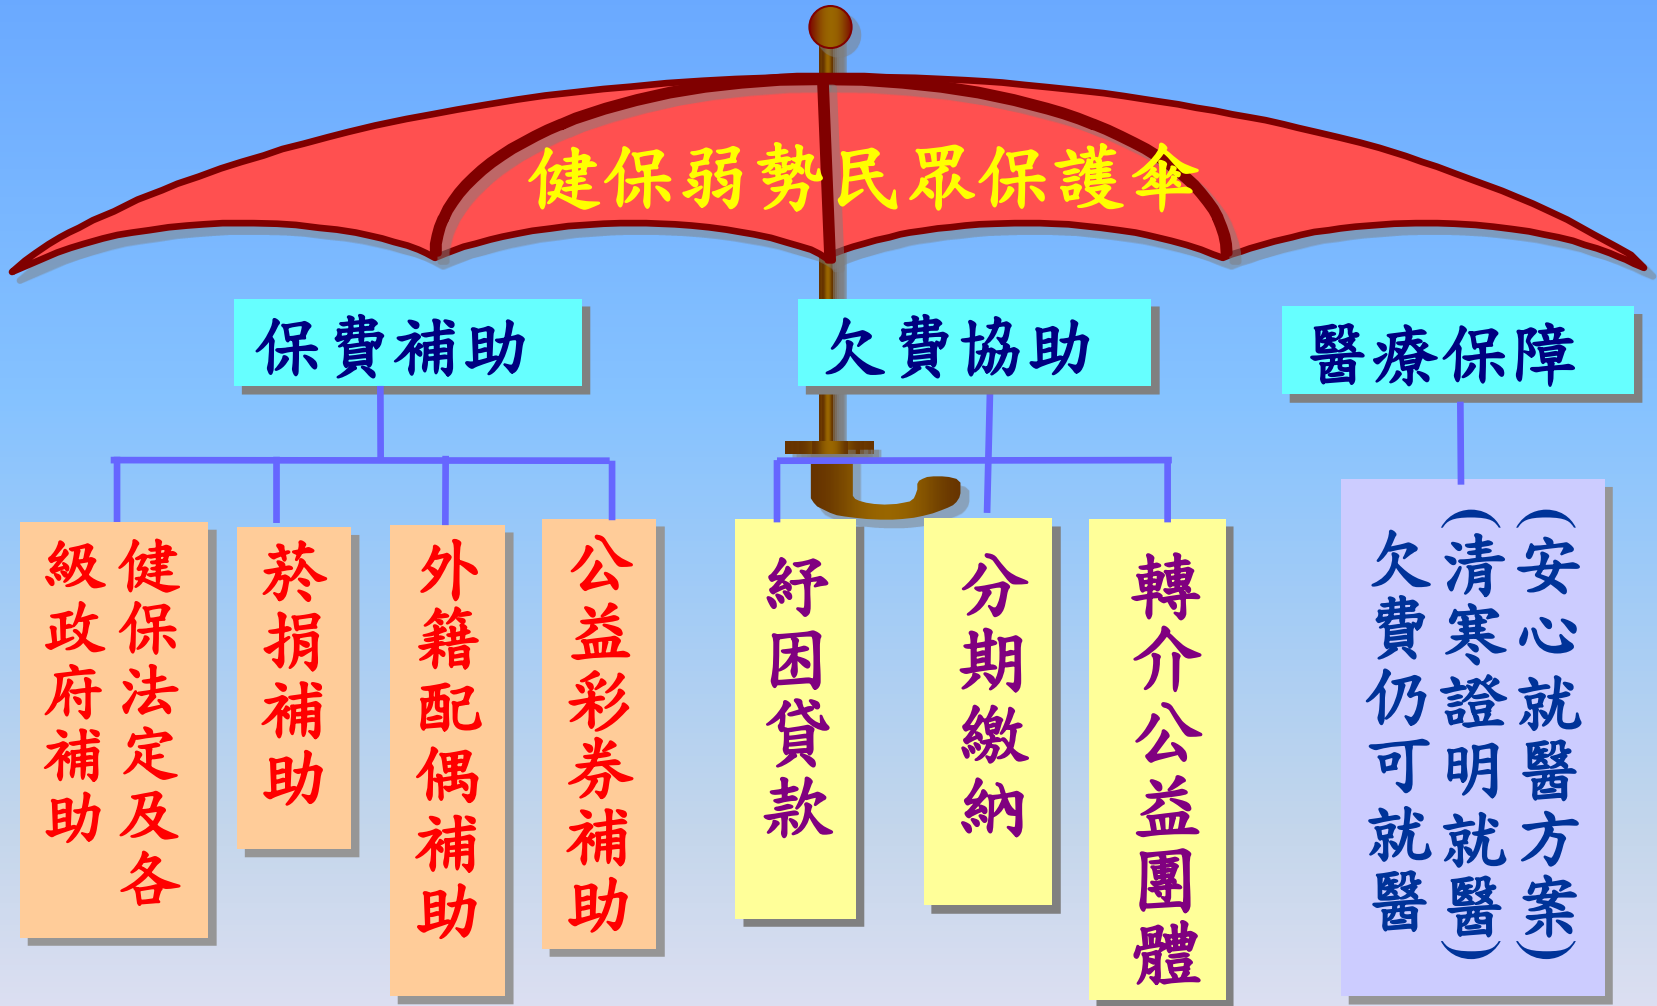 健保弱勢民眾保護傘
保費補助
欠費協助
醫療保障
健保法定及各
級政府補助
菸捐補助
外籍配偶補助
公益彩券補助
紓困貸款
分期繳納
轉介公益團體
(安心就醫方案)
(清寒證明就醫)
欠費仍可就醫